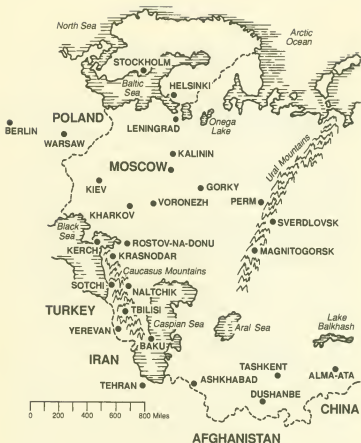 North Sea
Arctic
Ocean
STOCKHOLM
Baltic
Sea
HELSINKI
POLAND
BERLIN
WARSAW
LENINGRAD
Onega
Lake
KALININ
MOSCOW
Ural Mountains
KIEV
GORKY
KHARKOV
VORONEZH
PERM
SVERDLOVSK
Black
Sea
KERCH
ROSTOV-NA-DONU
KRASNODAR
MAGNITOGORSK
Caucasus Mountains
SOTCHI
NALTCHIK
TURKEY
TBILISI
Caspian Sea
Aral Sea
Lake
Balkhash
YEREVAN
BAKU
IRAN
TEHRAN
ASHKHABAD
TASHKENT
ALMA-ATA
DUSHANBE
CHINA
0 200 400 600 800 Miles
AFGHANISTAN